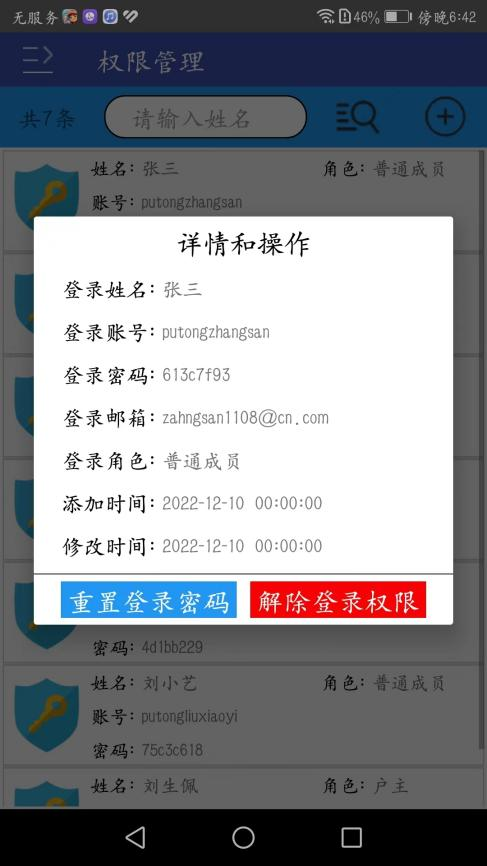 无服务 46% 傍晚6:42
权限管理
共7条 请输入姓名
姓名: 张三 角色: 普通成员
账号: putongzhangsan
详情和操作
登录姓名: 张三
登录账号: putongzhangsan
登录密码: 613c7f93
登录邮箱: zahngsan1108@cn.com
登录角色: 普通成员
添加时间: 2022-12-10 00:00:00
修改时间: 2022-12-10 00:00:00
重置登录密码 解除登录权限
密码: 4d1bb229
姓名: 刘小艺 角色: 普通成员
账号: putongliuxiaoyi
密码: 75c3c618
姓名: 刘生佩 角色: 户主